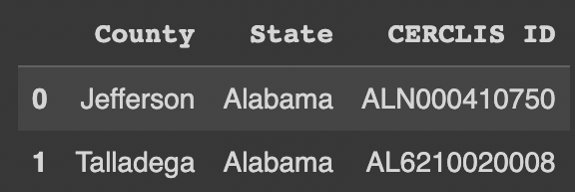 County State CERCLIS ID
0 Jefferson Alabama ALN000410750
1 Talladega Alabama AL6210020008